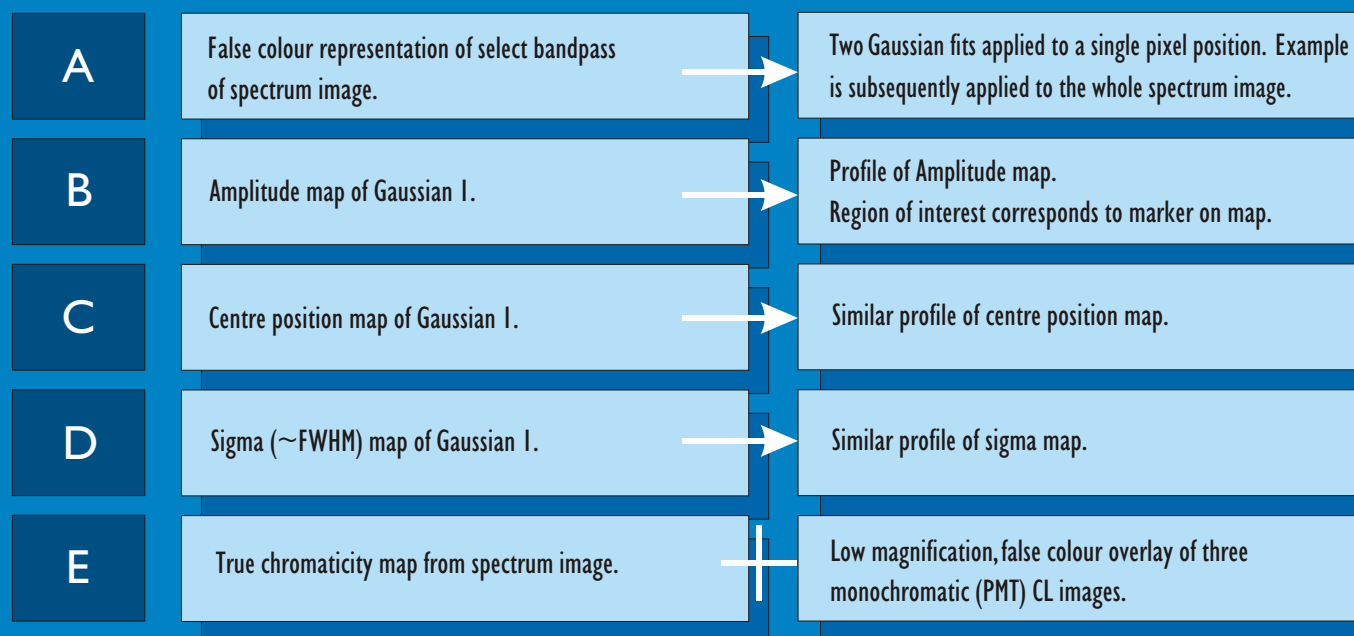 A
False colour representation of select bandpass
of spectrum image.
Two Gaussian fits applied to a single pixel position. Example
is subsequently applied to the whole spectrum image.
B
Amplitude map of Gaussian 1.
Profile of Amplitude map.
Region of interest corresponds to marker on map.
C
Centre position map of Gaussian 1.
Similar profile of centre position map.
D
Sigma (~FWHM) map of Gaussian 1.
Similar profile of sigma map.
E
True chromaticity map from spectrum image.
Low magnification, false colour overlay of three
monochromatic (PMT) CL images.